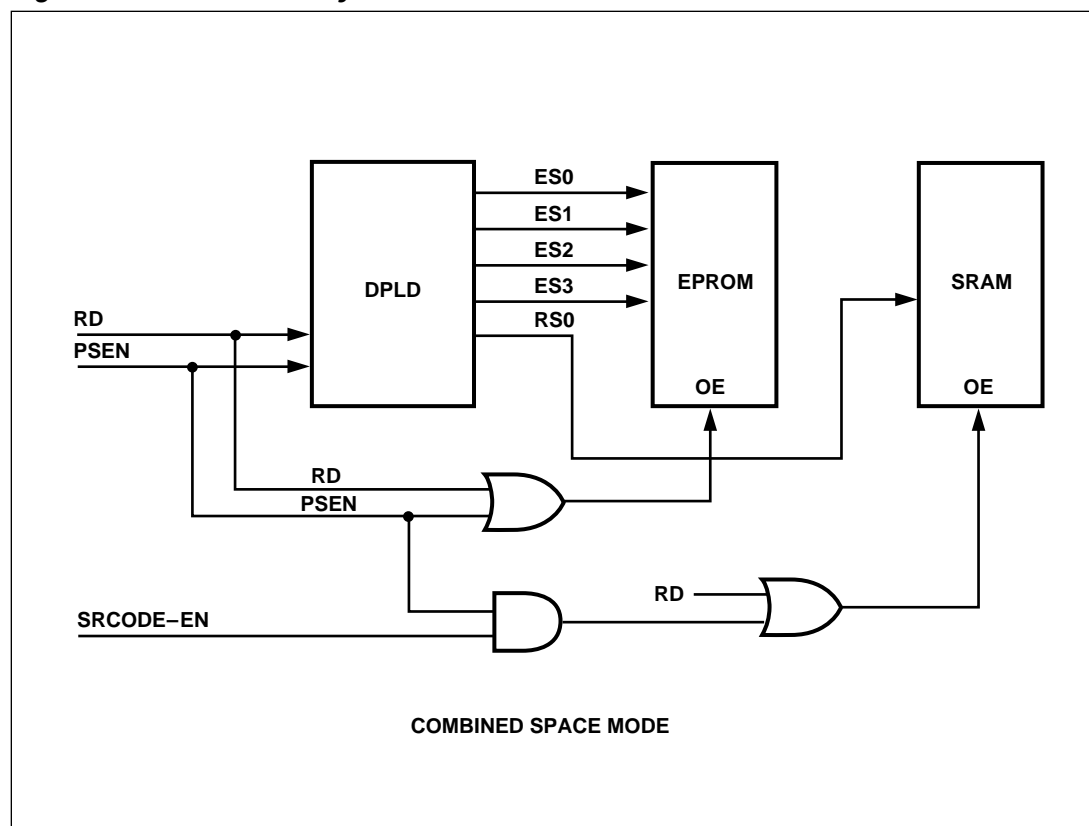 ES0
ES1
ES2
ES3
RS0
DPLD
EPROM
OE
SRAM
OE
RD
PSEN
RD
PSEN
SRCODE–EN
RD
COMBINED SPACE MODE